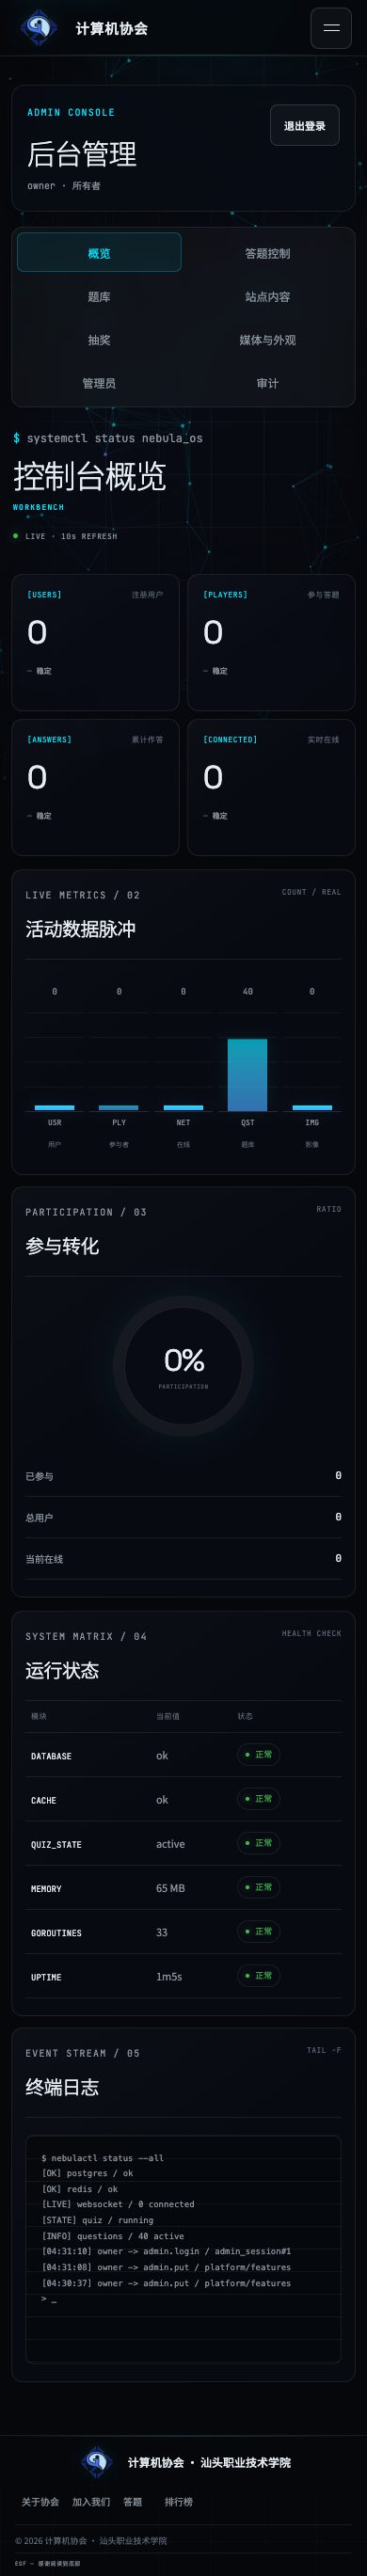 计算机协会
ADMIN CONSOLE
后台管理
owner · 所有者
退出登录
概览
答题控制
题库
站点内容
抽奖
媒体与外观
管理员
审计
$ systemctl status nebula_os
控制台概览
WORKBENCH
LIVE · 10s REFRESH
[USERS] 注册用户
0
— 稳定
[PLAYERS] 参与答题
0
— 稳定
[ANSWERS] 累计作答
0
— 稳定
[CONNECTED] 实时在线
0
— 稳定
LIVE METRICS / 02
COUNT / REAL
活动数据脉冲
0 0 0 40 0
USR PLY NET QST IMG
用户 参与者 在线 题库 影像
PARTICIPATION / 03
RATIO
参与转化
0%
PARTICIPATION
已参与 0
总用户 0
当前在线 0
SYSTEM MATRIX / 04
HEALTH CHECK
运行状态
模块 当前值 状态
DATABASE ok 正常
CACHE ok 正常
QUIZ_STATE active 正常
MEMORY 65 MB 正常
GOROUTINES 33 正常
UPTIME 1m5s 正常
EVENT STREAM / 05
TAIL -F
终端日志
$ nebulactl status --all
[OK] postgres / ok
[OK] redis / ok
[LIVE] websocket / 0 connected
[STATE] quiz / running
[INFO] questions / 40 active
[04:31:10] owner -> admin.login / admin_session#1
[04:31:08] owner -> admin.put / platform/features
[04:30:37] owner -> admin.put / platform/features
> _
计算机协会 · 汕头职业技术学院
关于协会 加入我们 答题 排行榜
© 2026 计算机协会 · 汕头职业技术学院
EOF — 感谢阅读到底部